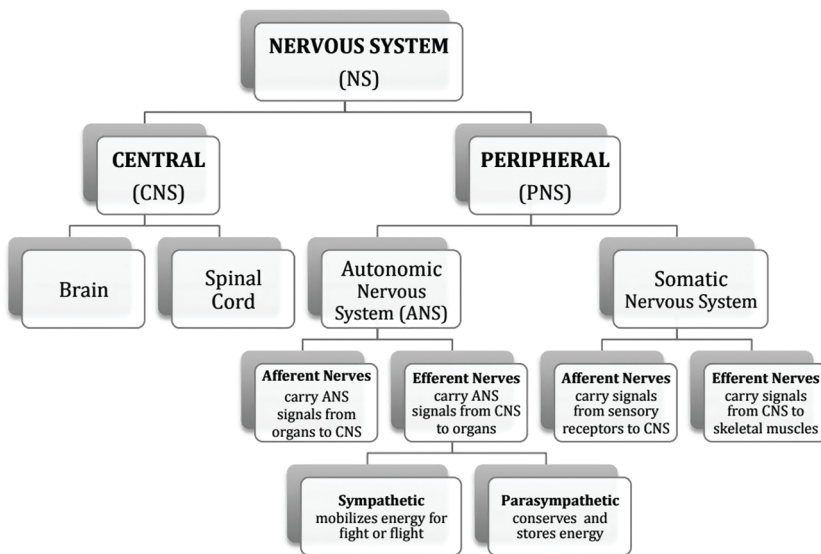 NERVOUS SYSTEM
(NS)
CENTRAL
(CNS)
PERIPHERAL
(PNS)
Brain
Spinal
Cord
Autonomic
Nervous
System (ANS)
Somatic
Nervous System
Afferent Nerves
carry ANS
signals from
organs to CNS
Efferent Nerves
carry ANS
signals from CNS
to organs
Afferent Nerves
carry signals
from sensory
receptors to CNS
Efferent Nerves
carry signals
from CNS to
skeletal muscles
Sympathetic
mobilizes energy for
fight or flight
Parasympathetic
conserves and
stores energy